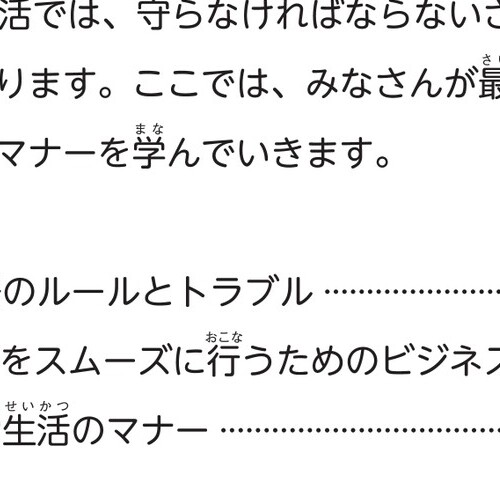 活では、守らなければならない
ります。ここでは、みなさんが最
マナーを学んでいきます。
のルールとトラブル ……………………
をスムーズに行うためのビジネス
生活のマナー …………………………………